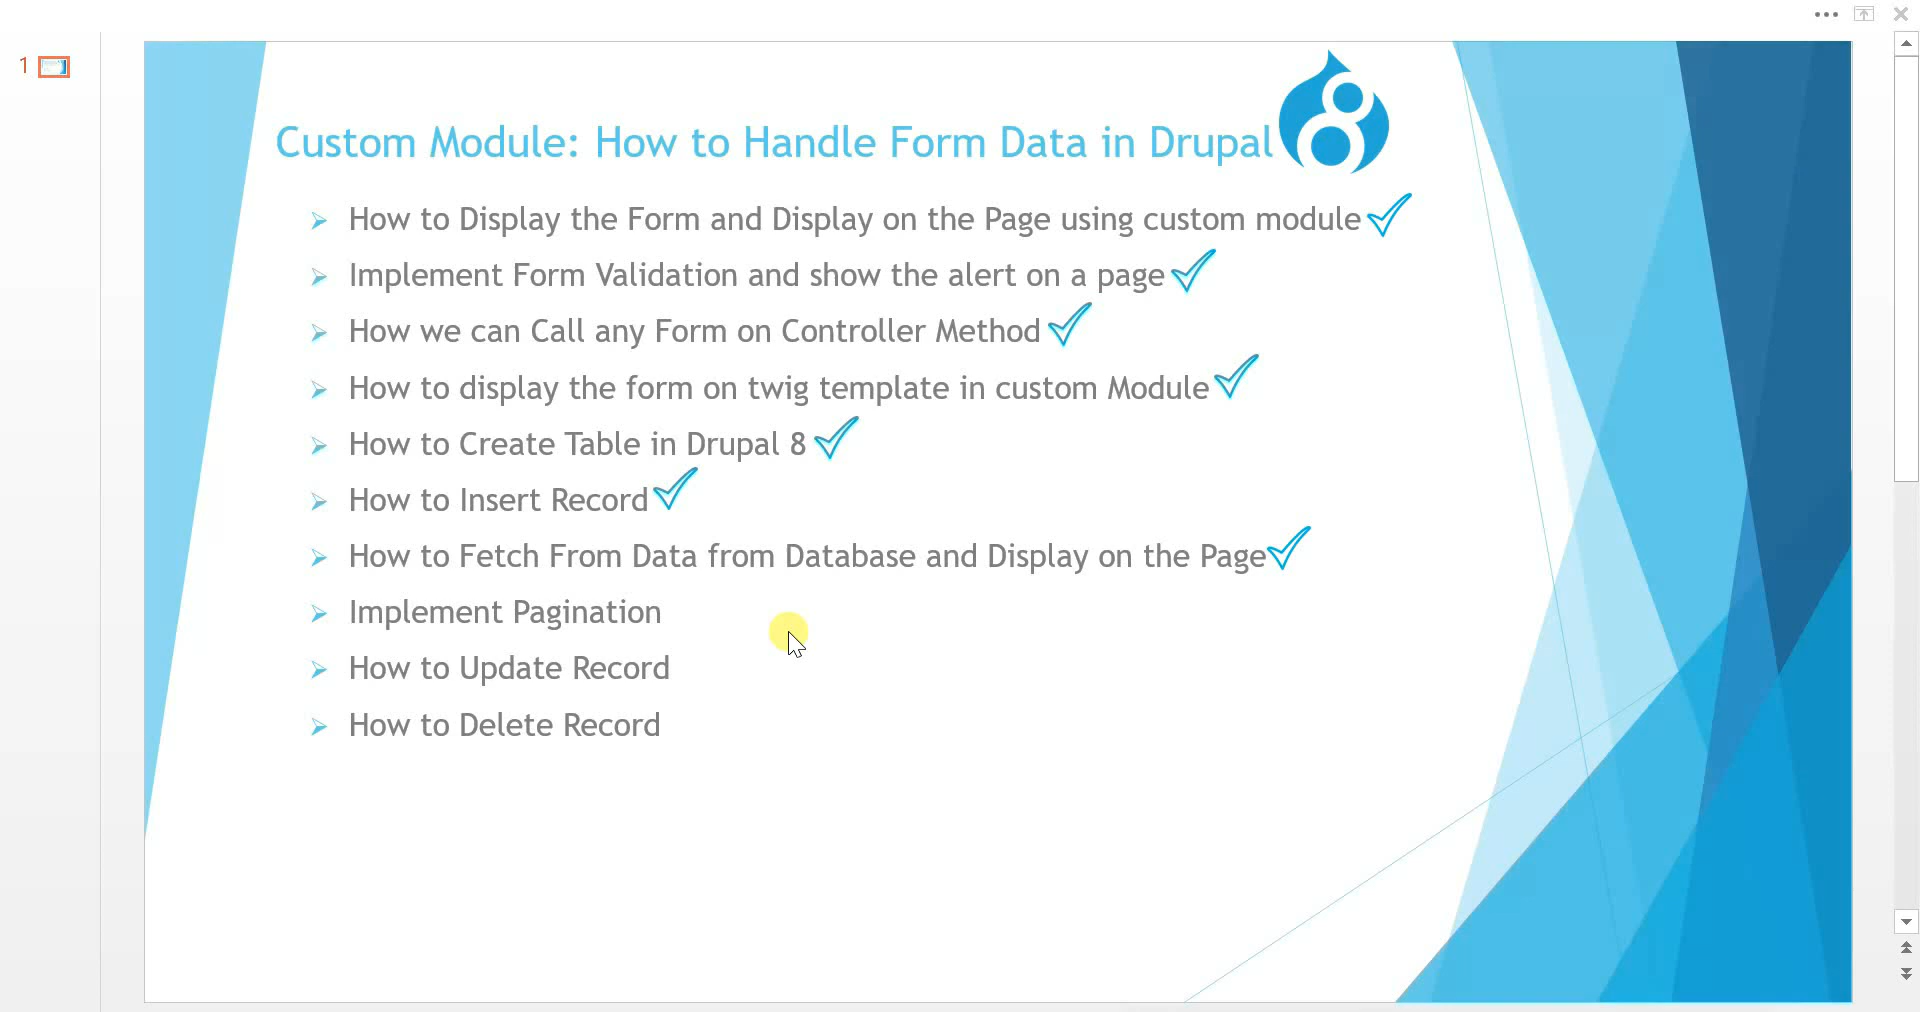 1
Custom Module: How to Handle Form Data in Drupal 8
How to Display the Form and Display on the Page using custom module
Implement Form Validation and show the alert on a page
How we can Call any Form on Controller Method
How to display the form on twig template in custom Module
How to Create Table in Drupal 8
How to Insert Record
How to Fetch From Data from Database and Display on the Page
Implement Pagination
How to Update Record
How to Delete Record